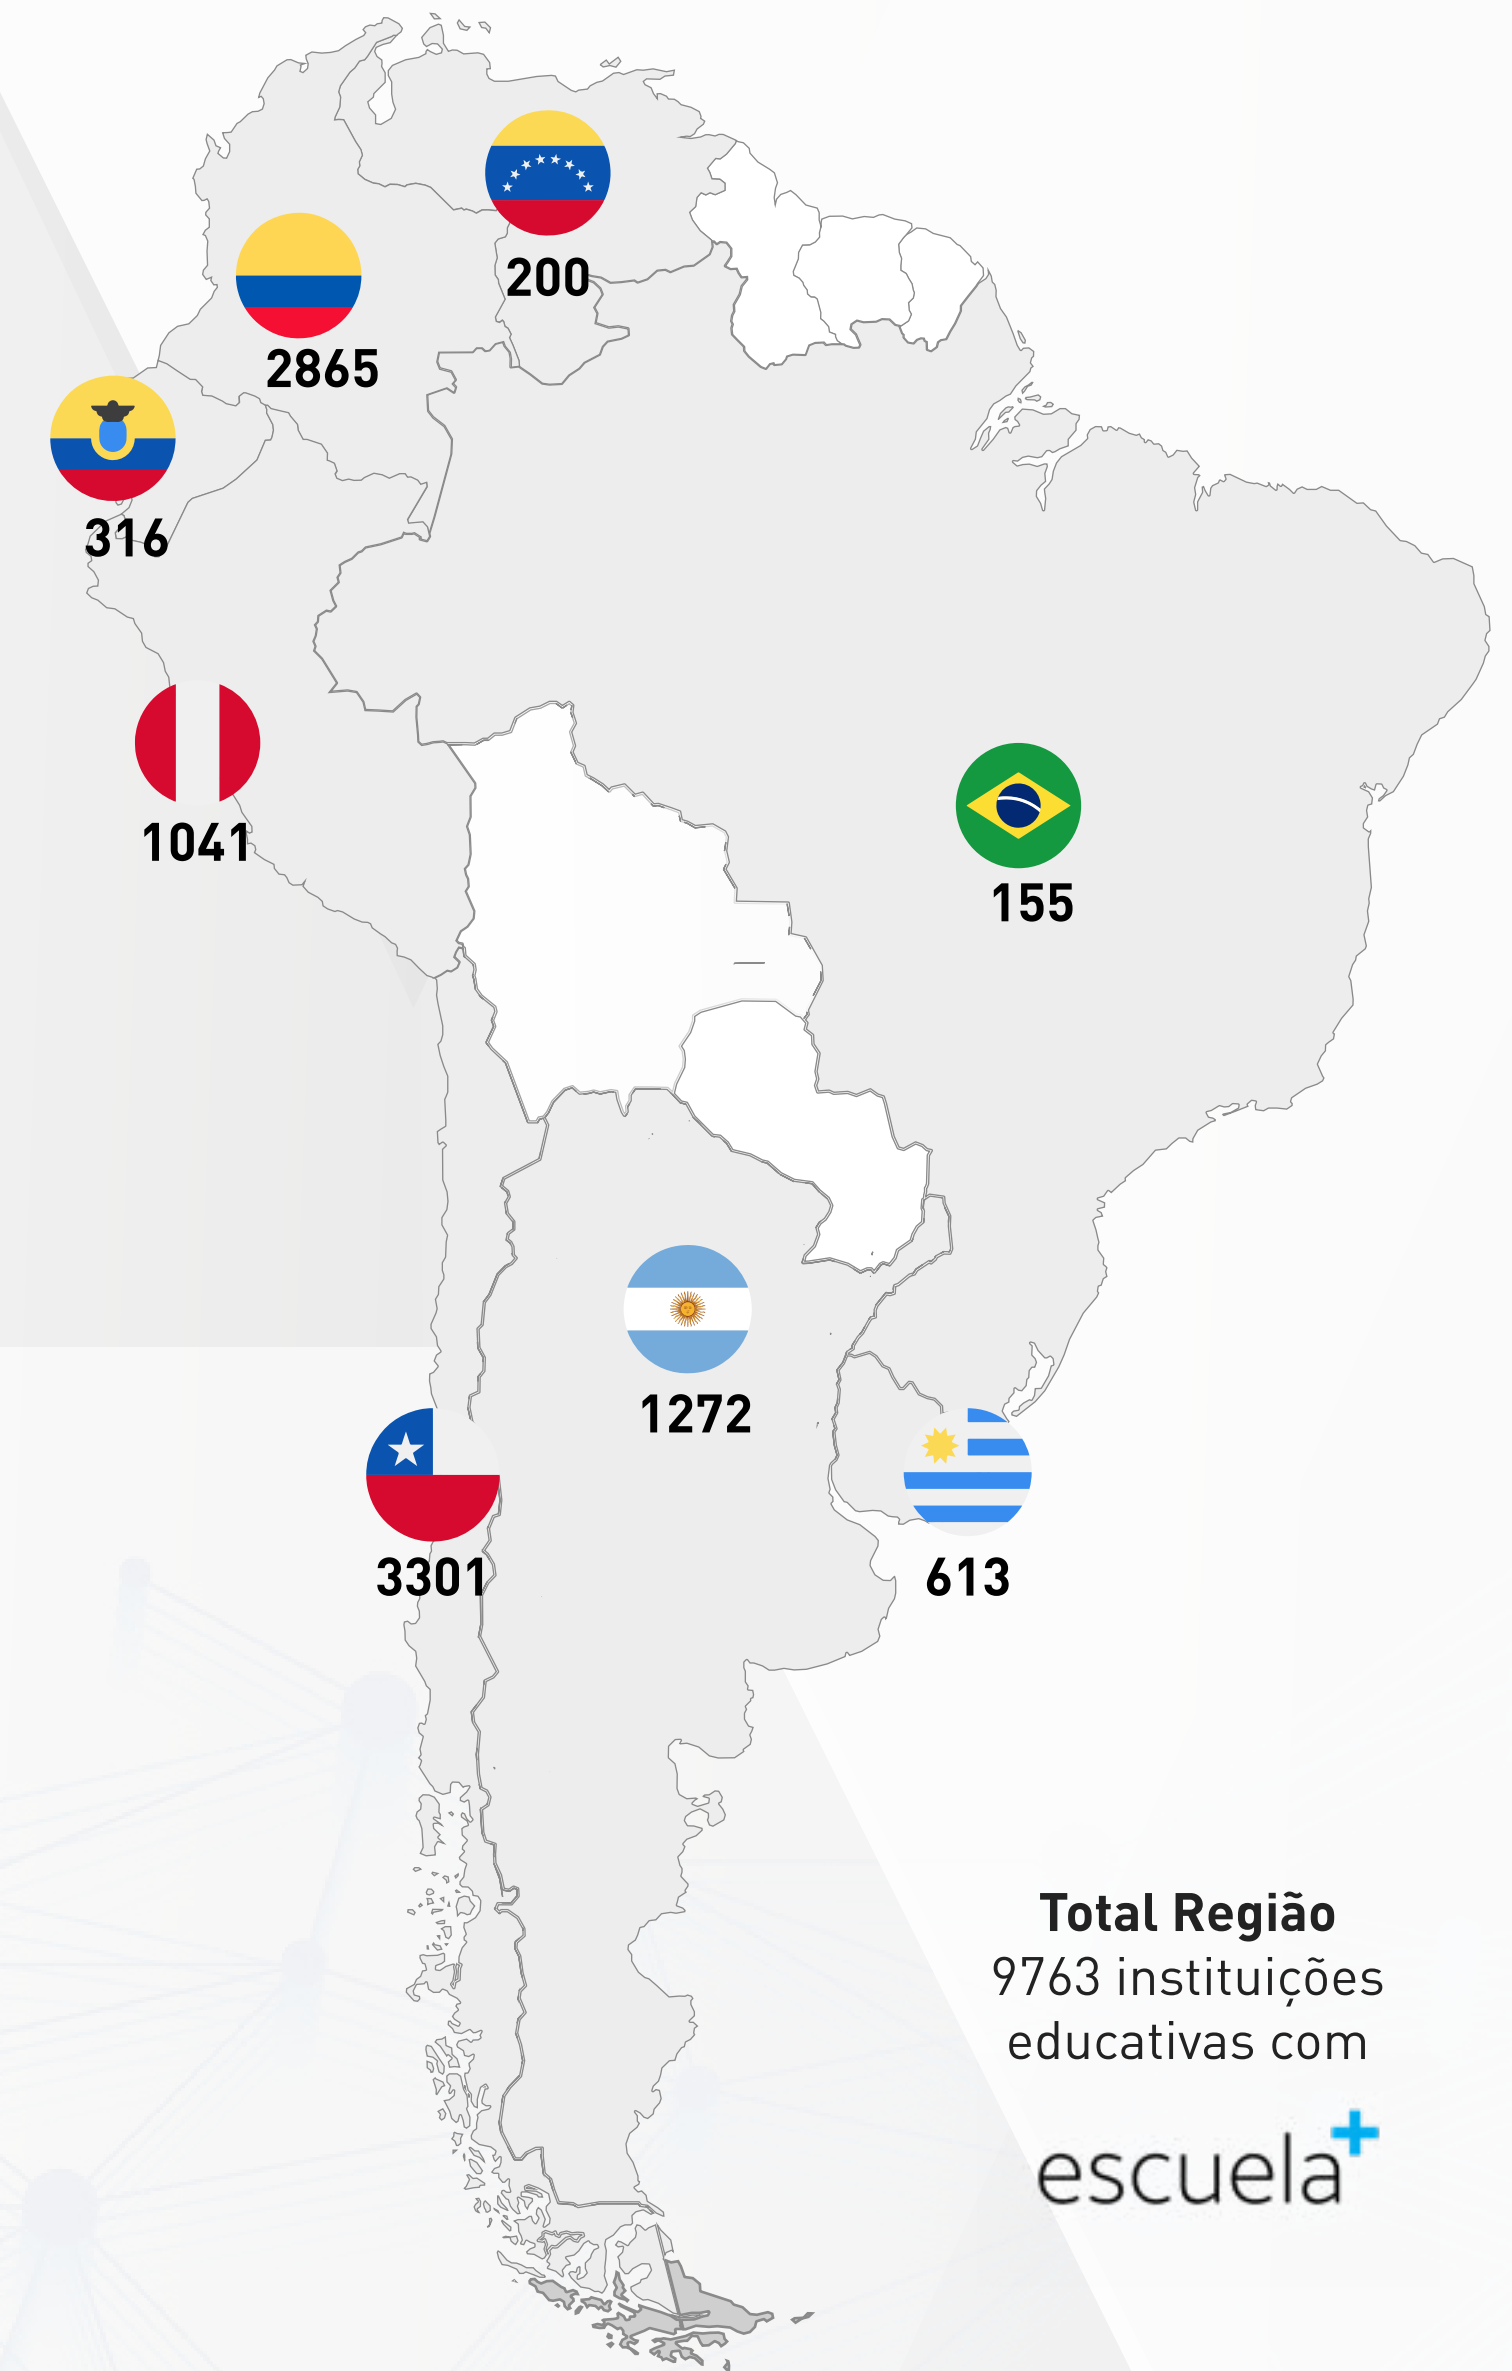 200
2865
316
1041
155
1272
3301
613
Total Região
9763 instituições
educativas com
escuela+